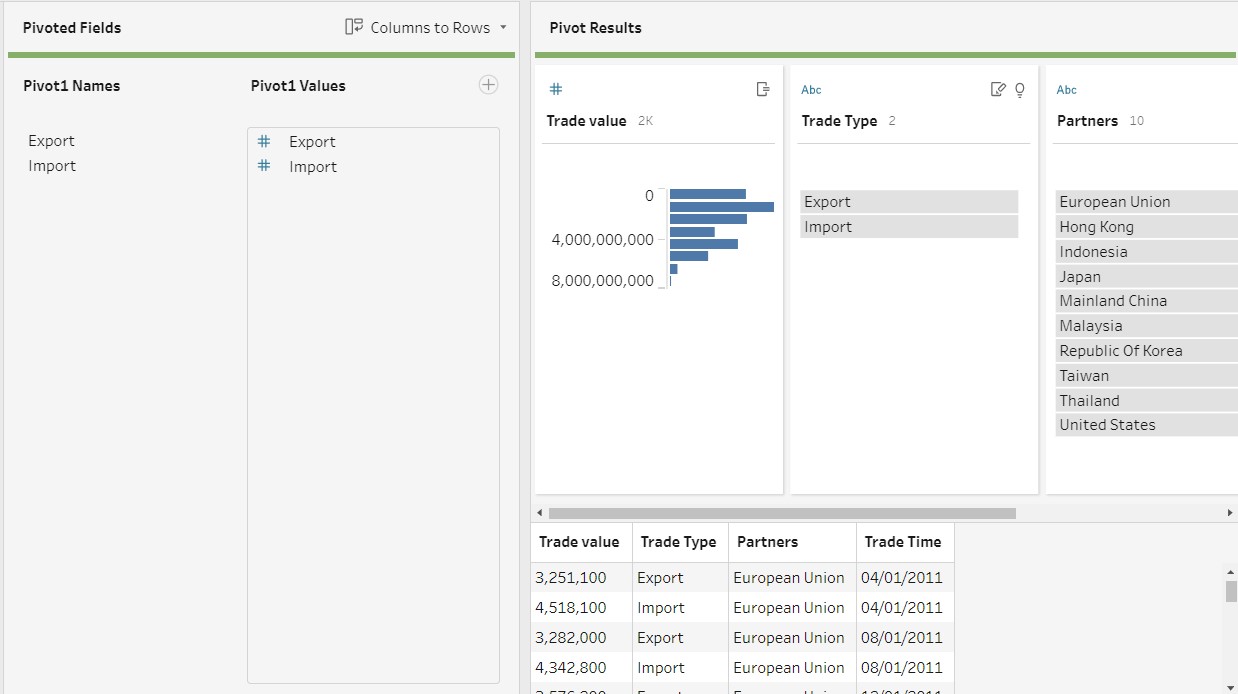 Pivoted Fields
Columns to Rows
Pivot1 Names
Pivot1 Values
Export
Import
# Export
# Import
Pivot Results
#
Trade value 2K
0
4,000,000,000
8,000,000,000
Abc
Trade Type 2
Export
Import
Abc
Partners 10
European Union
Hong Kong
Indonesia
Japan
Mainland China
Malaysia
Republic Of Korea
Taiwan
Thailand
United States
Trade value Trade Type Partners Trade Time
3,251,100 Export European Union 04/01/2011
4,518,100 Import European Union 04/01/2011
3,282,000 Export European Union 08/01/2011
4,342,800 Import European Union 08/01/2011